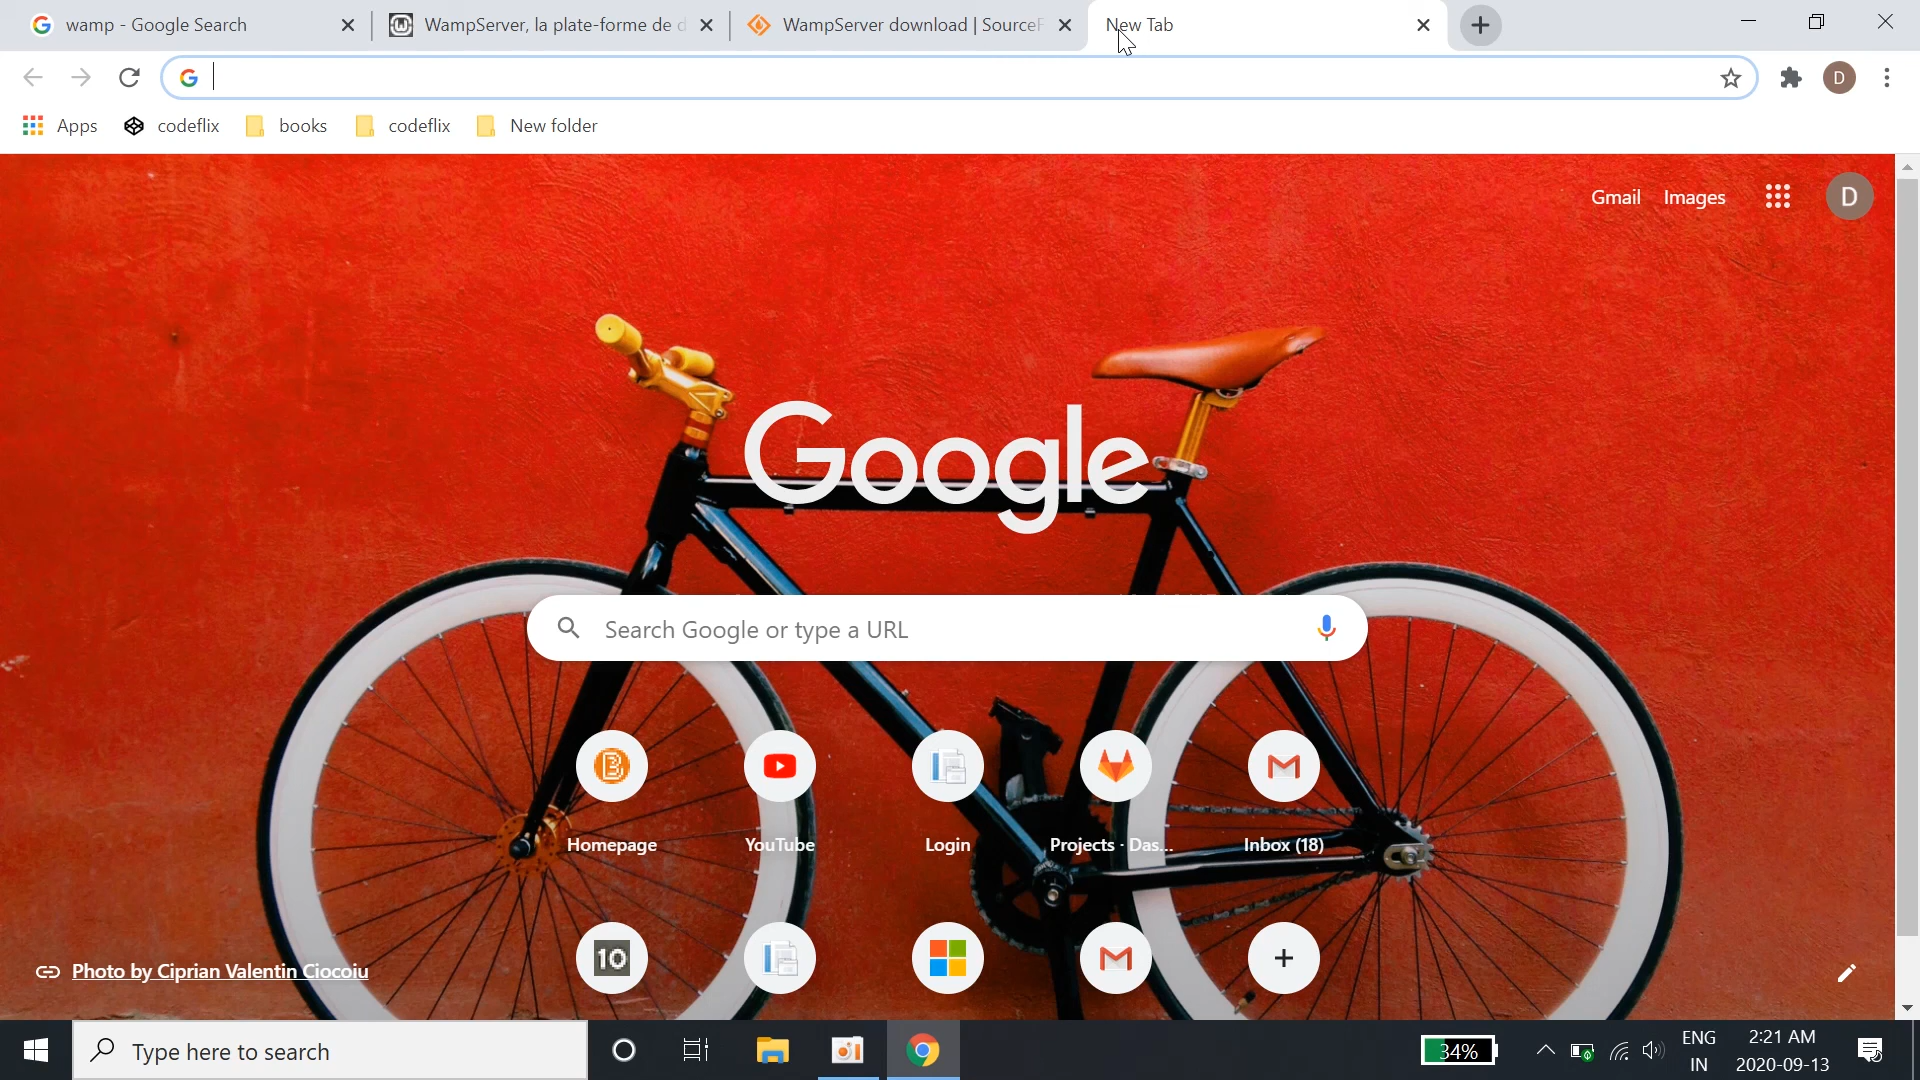 wamp - Google Search
WampServer, la plate-forme de d
WampServer download | SourceF
New Tab
Apps
codeflix
books
codeflix
New folder
D
Gmail
Images
D
Google
Search Google or type a URL
Homepage
YouTube
Login
Projects · Das...
Inbox (18)
10
Photo by Ciprian Valentin Ciocoiu
Type here to search
34%
ENG
IN
2:21 AM
2020-09-13